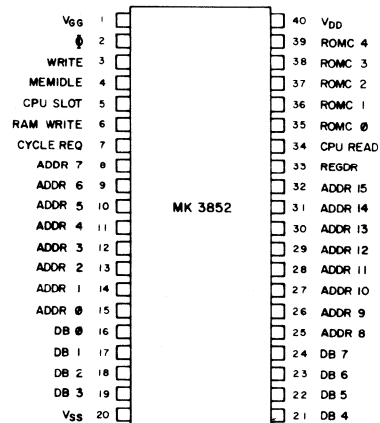 VGG 1 40 VDD
Φ 2 39 ROMC 4
WRITE 3 38 ROMC 3
MEMIDLE 4 37 ROMC 2
CPU SLOT 5 36 ROMC 1
RAM WRITE 6 35 ROMC 0
CYCLE REQ 7 34 CPU READ
ADDR 7 8 33 REGDR
ADDR 6 9 32 ADDR 15
ADDR 5 10 MK 3852 31 ADDR 14
ADDR 4 11 30 ADDR 13
ADDR 3 12 29 ADDR 12
ADDR 2 13 28 ADDR 11
ADDR 1 14 27 ADDR 10
ADDR 0 15 26 ADDR 9
DB 0 16 25 ADDR 8
DB 1 17 24 DB 7
DB 2 18 23 DB 6
DB 3 19 22 DB 5
VSS 20 21 DB 4